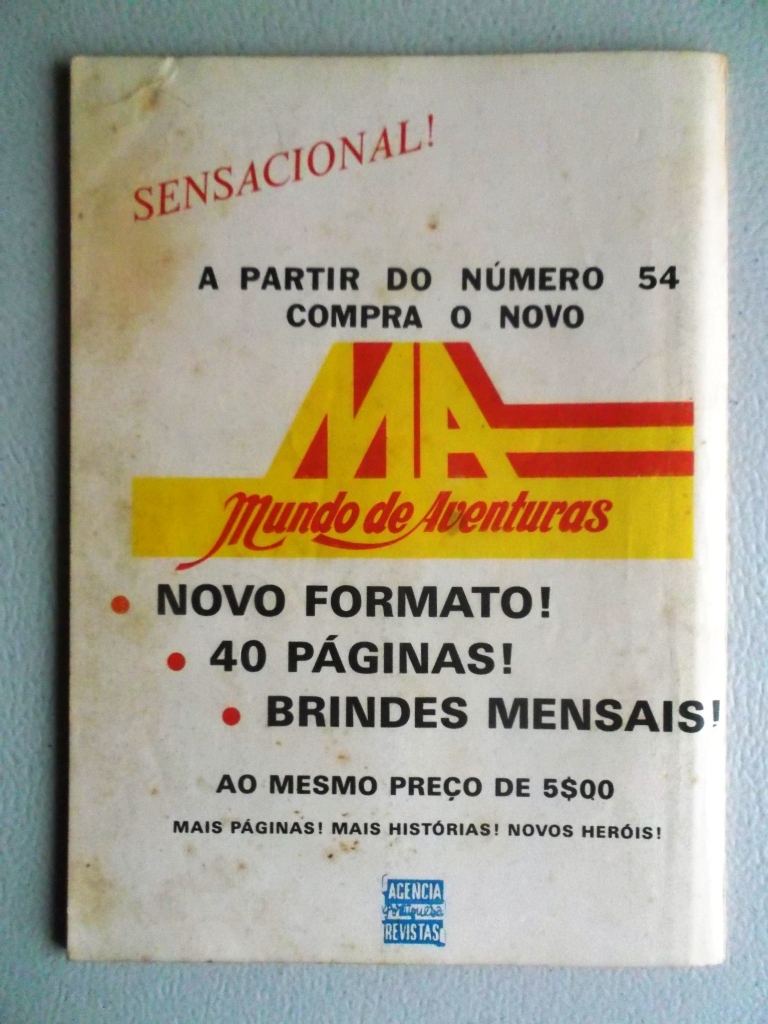 SENSACIONAL!
A PARTIR DO NÚMERO 54
COMPRA O NOVO
MA
Mundo de Aventuras
• NOVO FORMATO!
• 40 PÁGINAS!
• BRINDES MENSAIS!
AO MESMO PREÇO DE 5$00
MAIS PÁGINAS! MAIS HISTÓRIAS! NOVOS HERÓIS!
AGENCIA
Portuguesa
REVISTAS